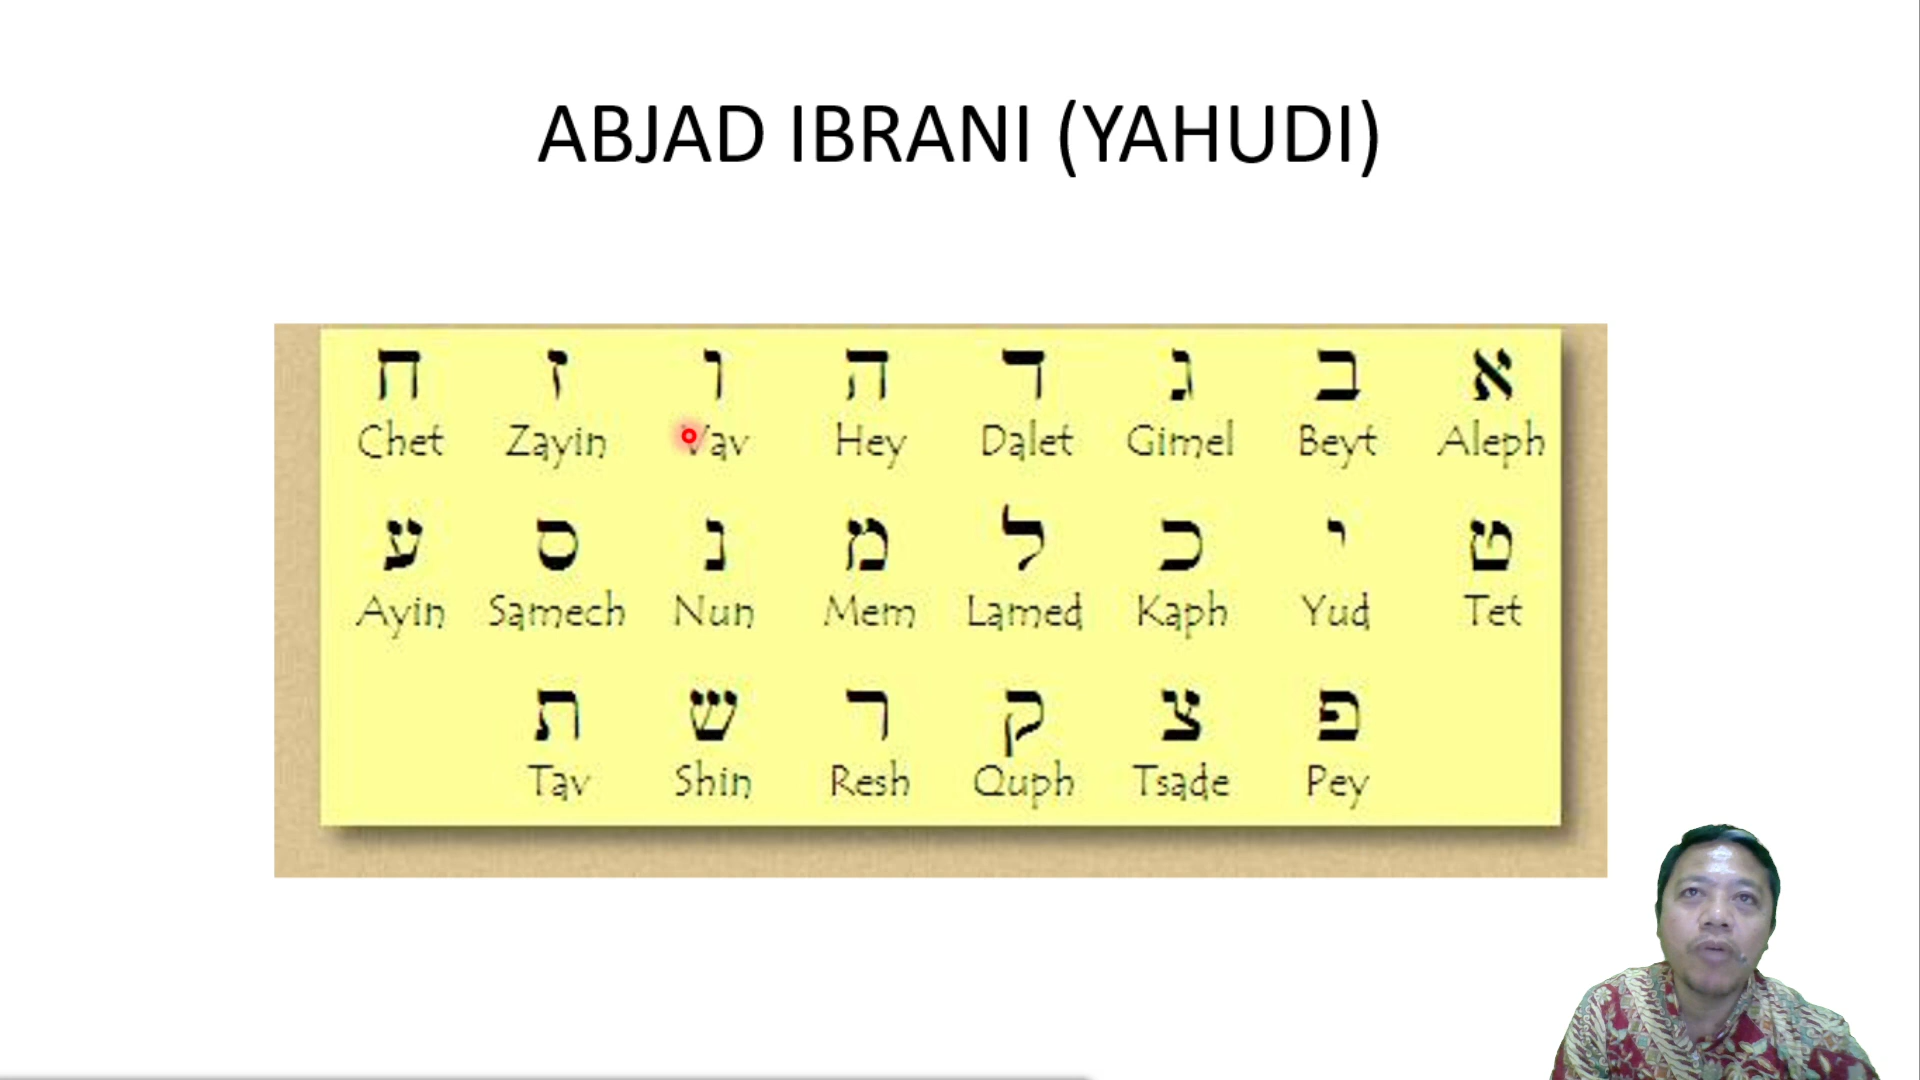 ABJAD IBRANI (YAHUDI)
א ב ג ד ה ו ז ח
Aleph Beyt Gimel Dalet Hey Vav Zayin Chet
ט י כ ל מ נ ס ע
Tet Yud Kaph Lamed Mem Nun Samech Ayin
פ צ ק ר ש ת
Pey Tsade Quph Resh Shin Tav